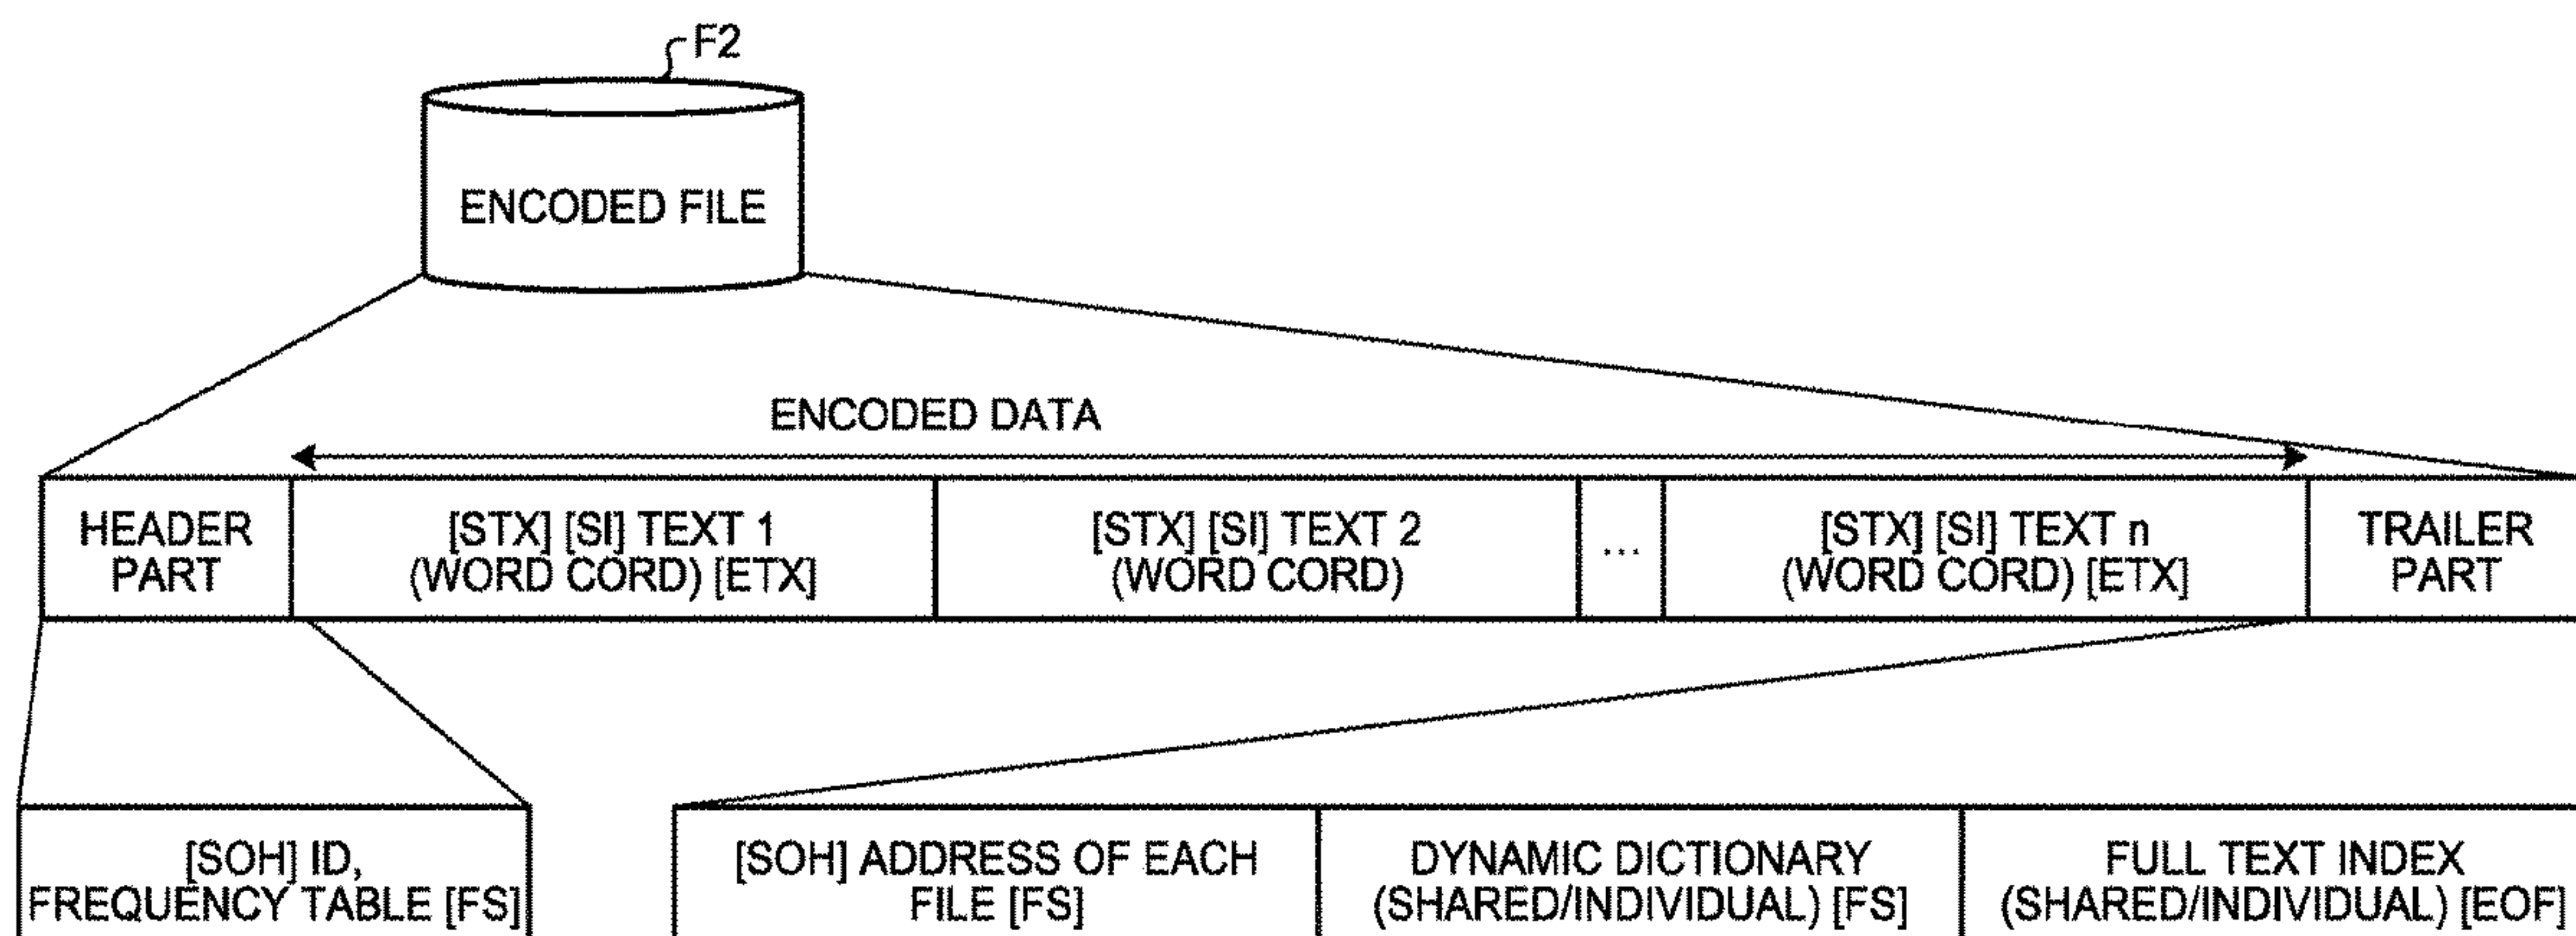 F2
ENCODED FILE
ENCODED DATA
HEADER
PART
[STX] [SI] TEXT 1
(WORD CORD) [ETX]
[STX] [SI] TEXT 2
(WORD CORD)
...
[STX] [SI] TEXT n
(WORD CORD) [ETX]
TRAILER
PART
[SOH] ID,
FREQUENCY TABLE [FS]
[SOH] ADDRESS OF EACH
FILE [FS]
DYNAMIC DICTIONARY
(SHARED/INDIVIDUAL) [FS]
FULL TEXT INDEX
(SHARED/INDIVIDUAL) [EOF]